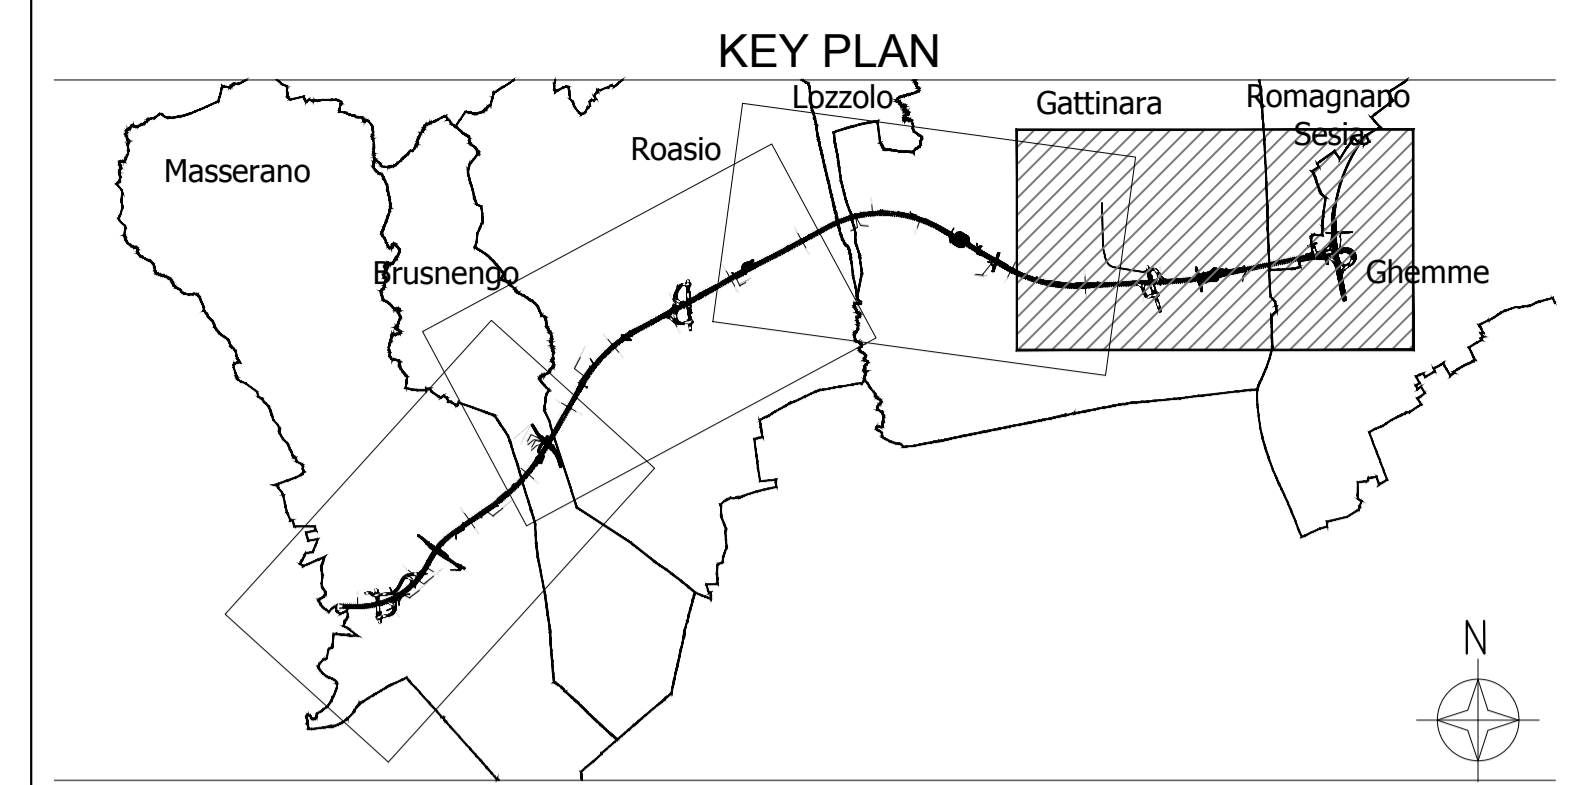 KEY PLAN
Lozzolo
Gattinara
Romagnano
Sesia
Roasio
Masserano
Brusnengo
Ghemme
N